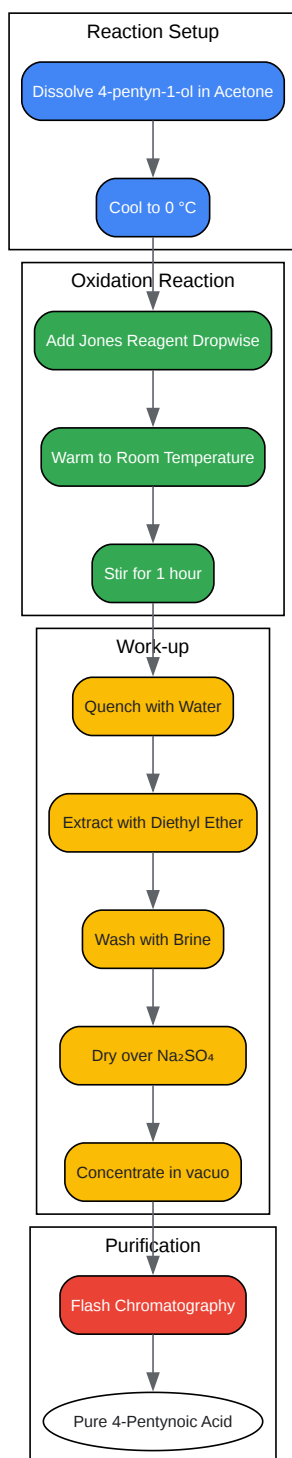 Reaction Setup
Dissolve 4-pentyn-1-ol in Acetone
Cool to 0 °C
Oxidation Reaction
Add Jones Reagent Dropwise
Warm to Room Temperature
Stir for 1 hour
Work-up
Quench with Water
Extract with Diethyl Ether
Wash with Brine
Dry over Na₂SO₄
Concentrate in vacuo
Purification
Flash Chromatography
Pure 4-Pentynoic Acid